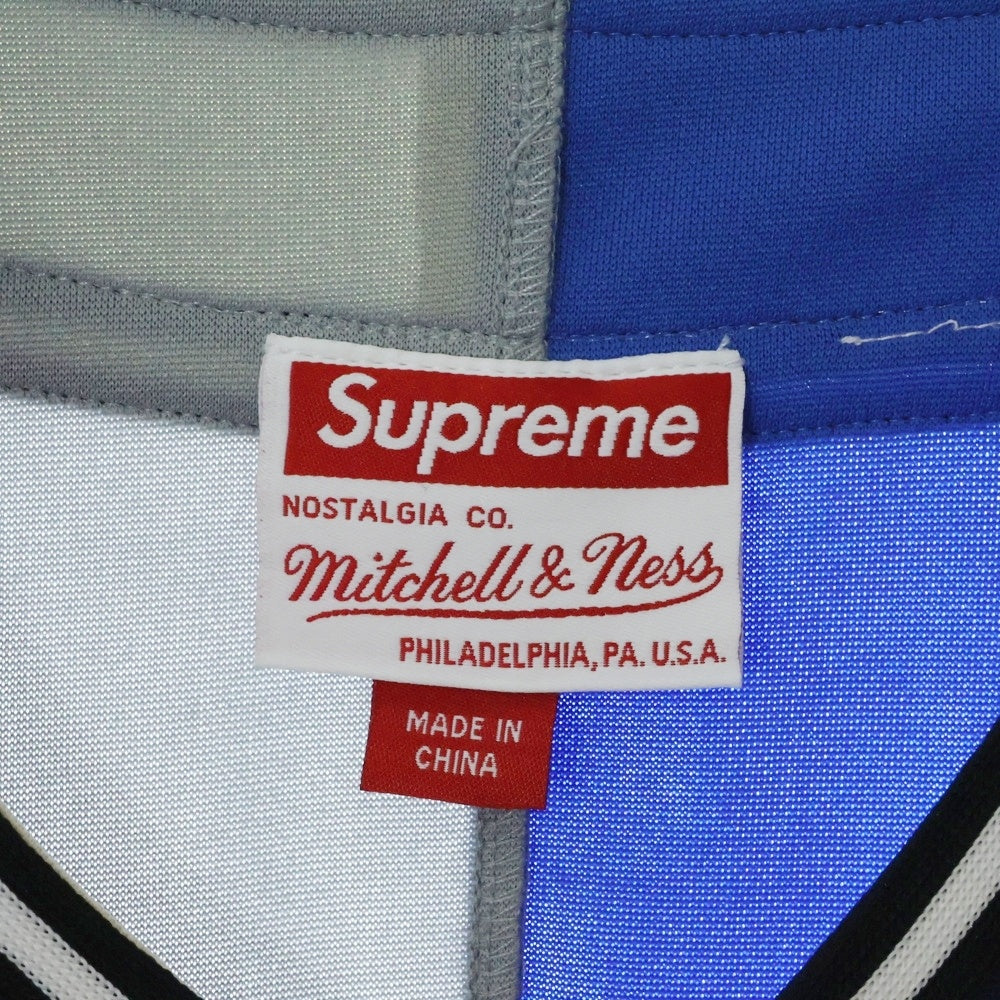 Supreme
NOSTALGIA CO.
Mitchell & Ness
PHILADELPHIA, PA. U.S.A.
MADE IN
CHINA